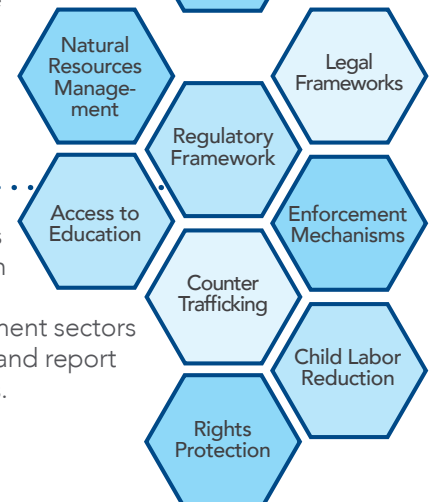 Natural
Resources
Manage-
ment
Legal
Frameworks
Regulatory
Framework
Access to
Education
Enforcement
Mechanisms
Counter
Trafficking
ment sectors
and report
Child Labor
Reduction
Rights
Protection